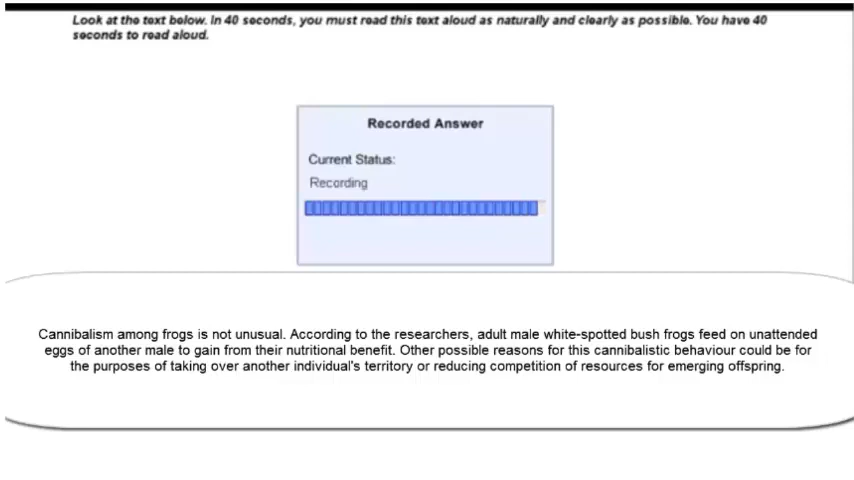 Look at the text below. In 40 seconds, you must read this text aloud as naturally and clearly as possible. You have 40
seconds to read aloud.
Recorded Answer
Current Status:
Recording
Cannibalism among frogs is not unusual. According to the researchers, adult male white-spotted bush frogs feed on unattended
eggs of another male to gain from their nutritional benefit. Other possible reasons for this cannibalistic behaviour could be for
the purposes of taking over another individual's territory or reducing competition of resources for emerging offspring.